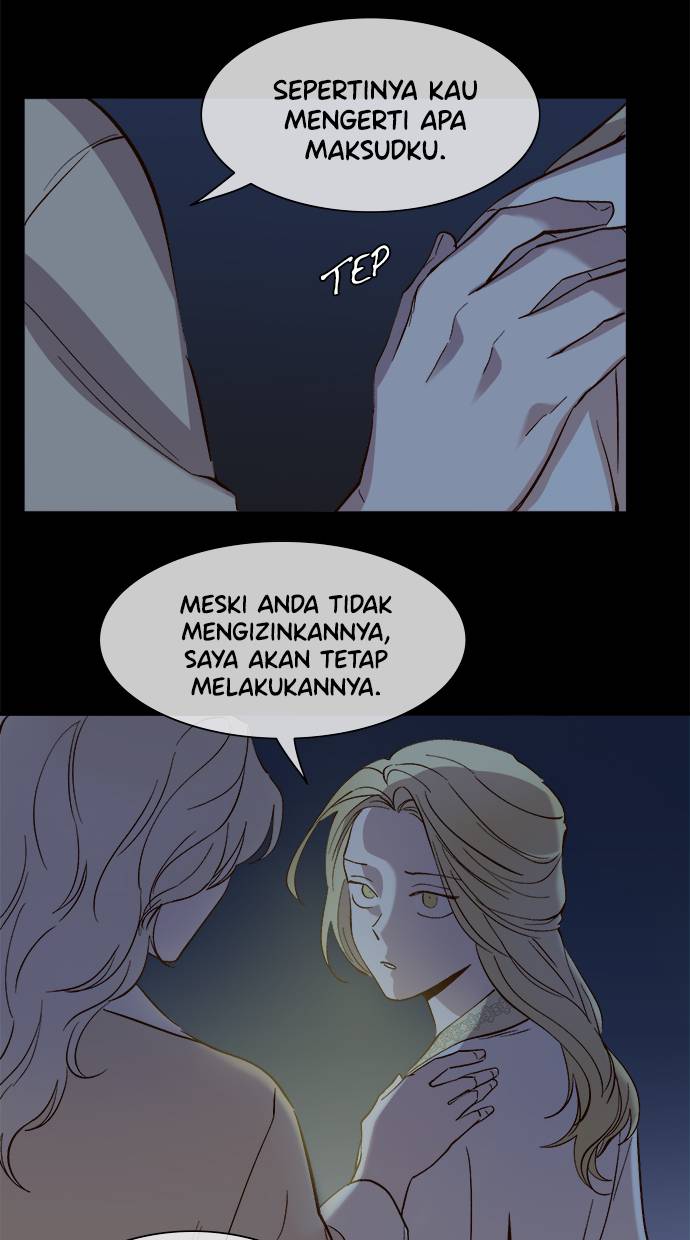 SEPERTINYA KAU
MENGERTI APA
MAKSUDKU.
TEP
MESKI ANDA TIDAK
MENGIZINKANNYA,
SAYA AKAN TETAP
MELAKUKANNYA.